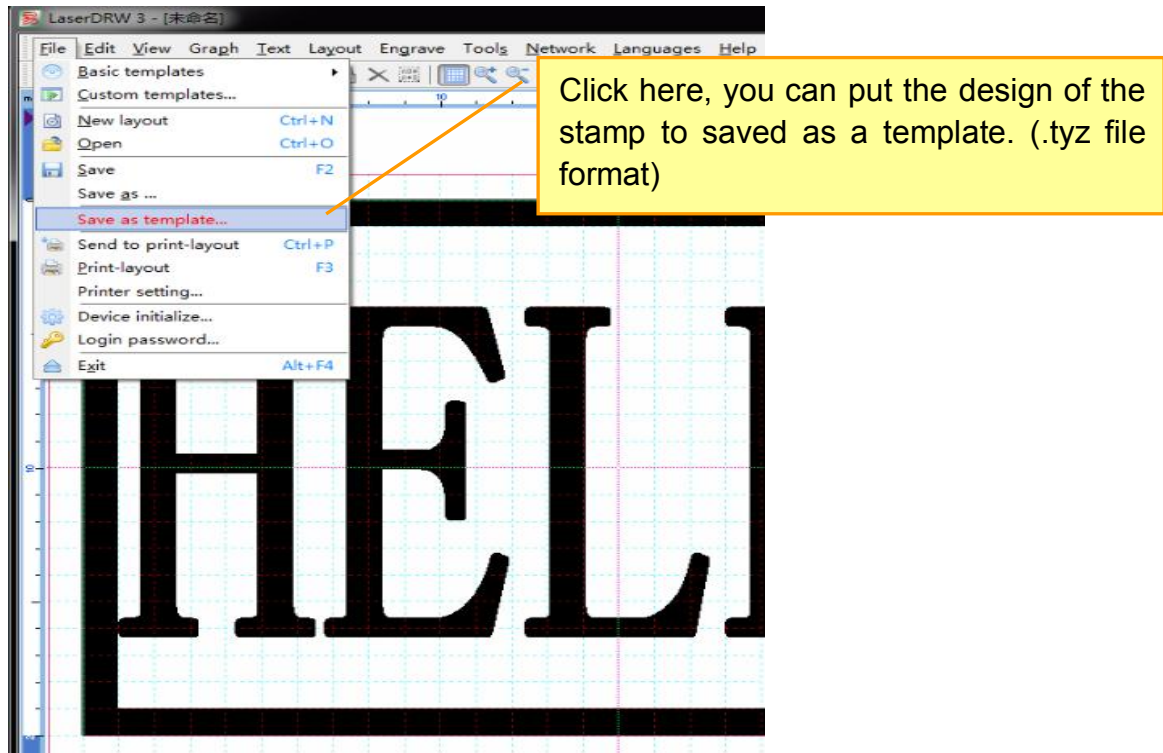 LaserDRW 3 - [未命名]
File Edit View Graph Text Layout Engrave Tools Network Languages Help
Basic templates
Custom templates...
New layout Ctrl+N
Open Ctrl+O
Save F2
Save as ...
Save as template...
Send to print-layout Ctrl+P
Print-layout F3
Printer setting...
Device initialize...
Login password...
Exit Alt+F4
10
Click here, you can put the design of the
stamp to saved as a template. (.tyz file
format)
HELL